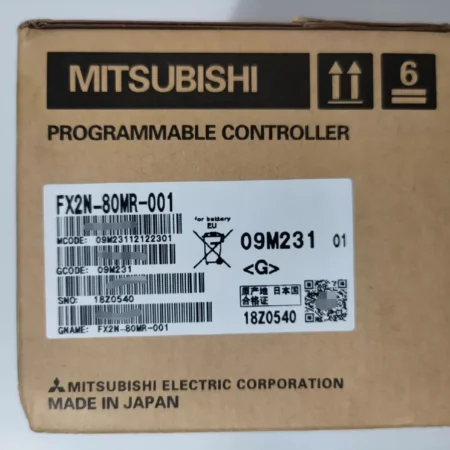 MITSUBISHI
6
PROGRAMMABLE CONTROLLER
FX2N-80MR-001
MCODE: 09M23112122301
GCODE: 09M231
SNO: 18Z0540
GNAME: FX2N-80MR-001
for battery
EU
09M231 01
<G>
原产地 日本国
合格证
18Z0540
MITSUBISHI ELECTRIC CORPORATION
MADE IN JAPAN